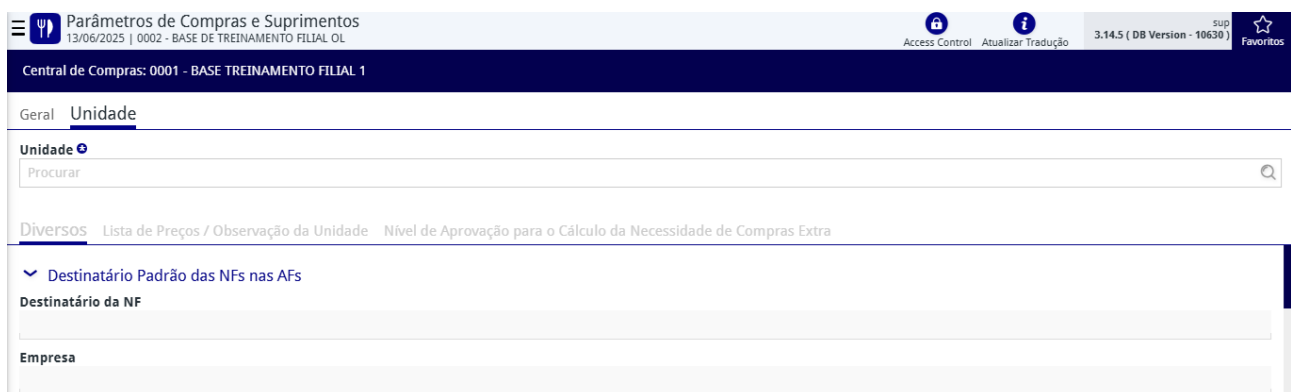 Parâmetros de Compras e Suprimentos
13/06/2025 | 0002 - BASE DE TREINAMENTO FILIAL OL
Access Control
Atualizar Tradução
sup
3.14.5 ( DB Version - 10630 )
Favoritos
Central de Compras: 0001 - BASE TREINAMENTO FILIAL 1
Geral Unidade
Unidade
Procurar
Diversos Lista de Preços / Observação da Unidade Nível de Aprovação para o Cálculo da Necessidade de Compras Extra
Destinatário Padrão das NFs nas AFs
Destinatário da NF
Empresa